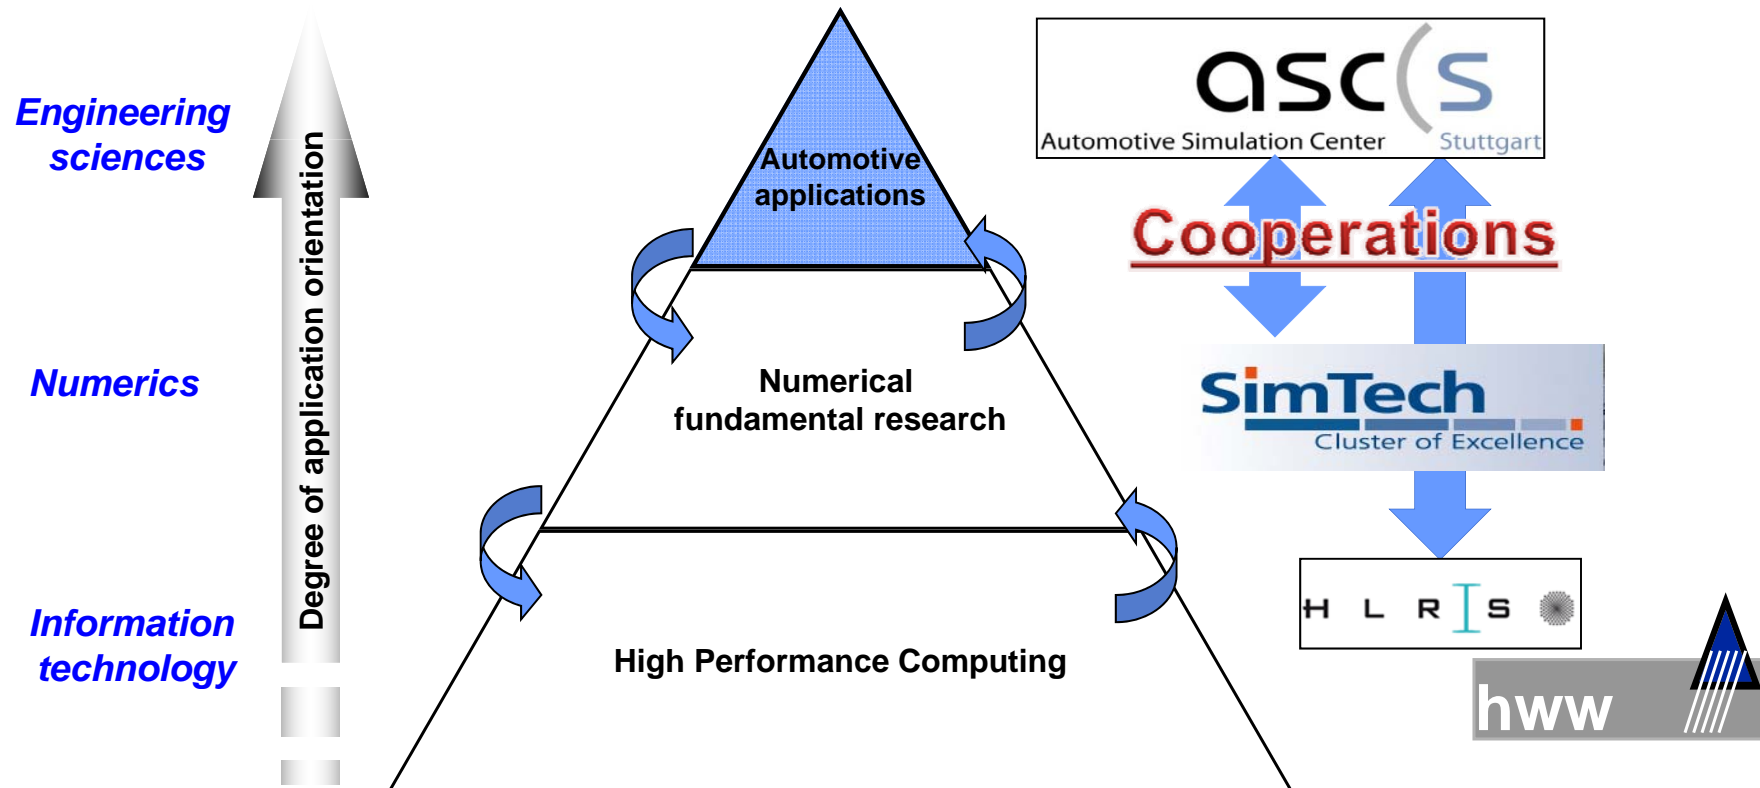 Engineering
sciences
Numerics
Information
technology
Degree of application orientation
Automotive
applications
Numerical
fundamental research
High Performance Computing
asc(s
Automotive Simulation Center Stuttgart
Cooperations
SimTech
Cluster of Excellence
H L R I S
hww